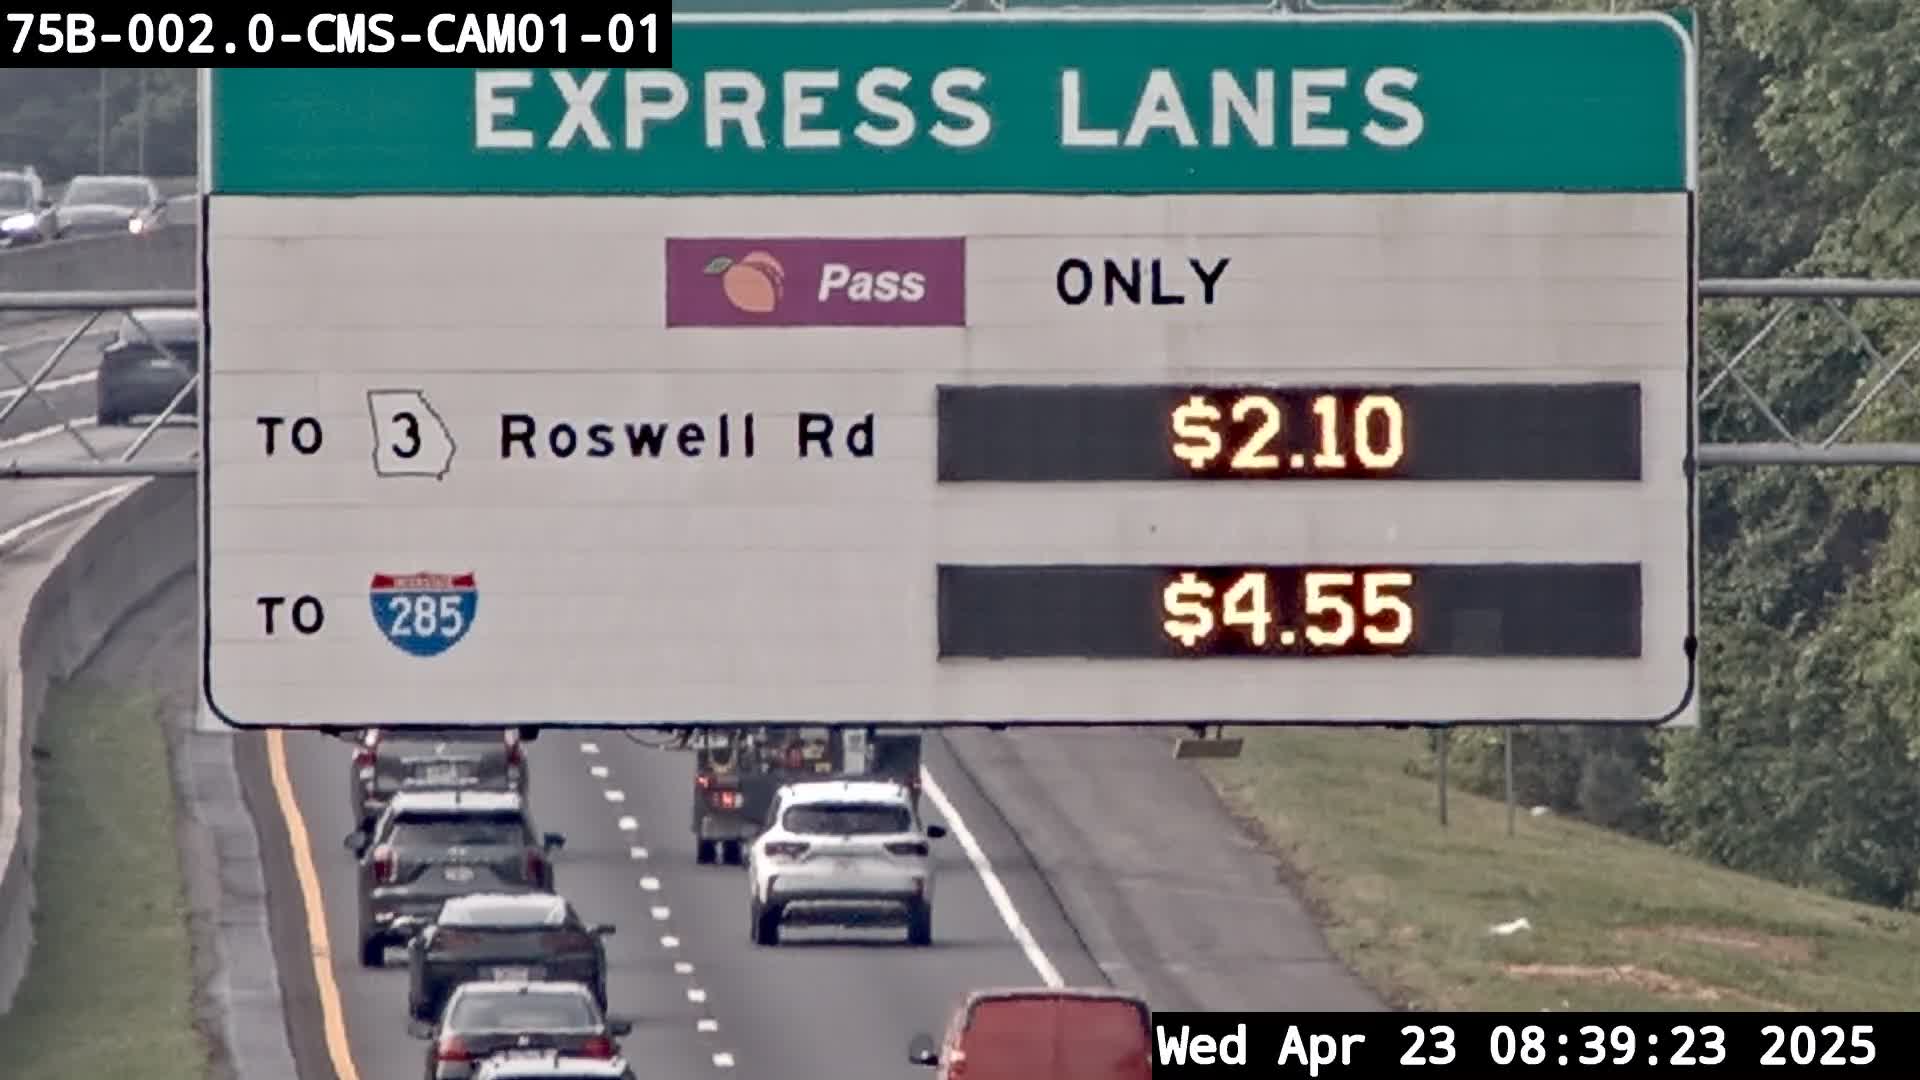 75B-002.0-CMS-CAM01-01
EXPRESS LANES
Pass ONLY
TO 3 Roswell Rd $2.10
TO INTERSTATE 285 $4.55
Wed Apr 23 08:39:23 2025